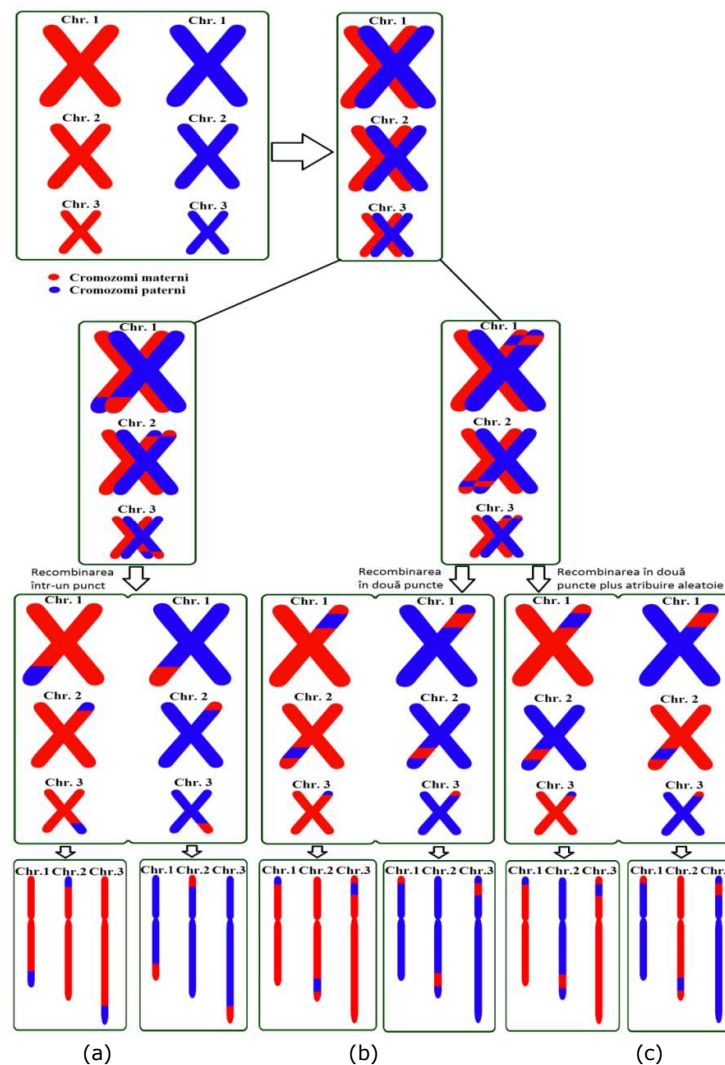 Chr. 1 Chr. 1 Chr. 1
Chr. 2 Chr. 2 Chr. 2
Chr. 3 Chr. 3 Chr. 3
Cromozomi materni
Cromozomi paterni
Chr. 1 Chr. 1
Chr. 2 Chr. 2
Chr. 3 Chr. 3
Recombinarea
într-un punct
Recombinarea
în două puncte
Recombinarea în două
puncte plus atribuire aleatoie
Chr. 1 Chr. 1 Chr. 1 Chr. 1 Chr. 1 Chr. 1
Chr. 2 Chr. 2 Chr. 2 Chr. 2 Chr. 2 Chr. 2
Chr. 3 Chr. 3 Chr. 3 Chr. 3 Chr. 3 Chr. 3
Chr.1 Chr.2 Chr.3 Chr.1 Chr.2 Chr.3 Chr.1 Chr.2 Chr.3 Chr.1 Chr.2 Chr.3 Chr.1 Chr.2 Chr.3 Chr.1 Chr.2 Chr.
(a) (b) (c)